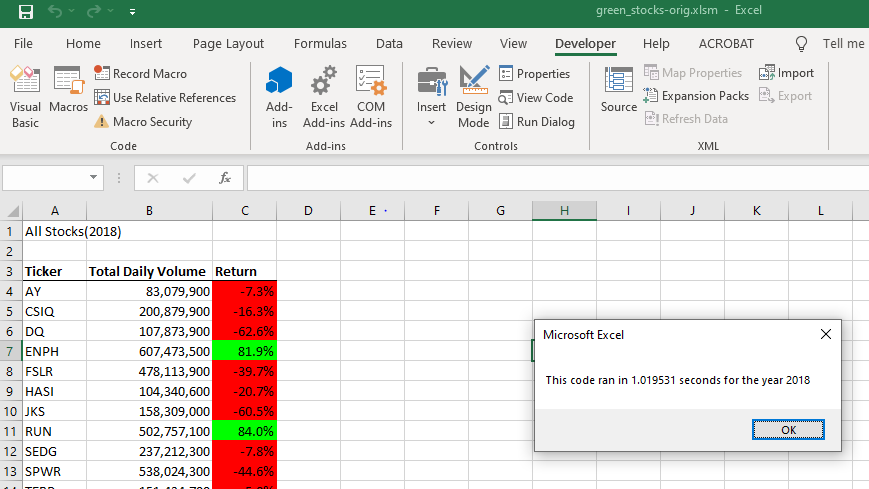 green_stocks-orig.xlsm - Excel
File Home Insert Page Layout Formulas Data Review View Developer Help ACROBAT Tell me
Visual Basic
Macros
Record Macro
Use Relative References
Macro Security
Code
Add-ins
Excel Add-ins
COM Add-ins
Add-ins
Insert
Design Mode
Properties
View Code
Run Dialog
Controls
Source
Map Properties
Expansion Packs
Refresh Data
Import
Export
XML
fx
A B C D E F G H I J K L
1 All Stocks(2018)
2
3 Ticker Total Daily Volume Return
4 AY 83,079,900 -7.3%
5 CSIQ 200,879,900 -16.3%
6 DQ 107,873,900 -62.6%
7 ENPH 607,473,500 81.9%
8 FSLR 478,113,900 -39.7%
9 HASI 104,340,600 -20.7%
10 JKS 158,309,000 -60.5%
11 RUN 502,757,100 84.0%
12 SEDG 237,212,300 -7.8%
13 SPWR 538,024,300 -44.6%
Microsoft Excel
This code ran in 1.019531 seconds for the year 2018
OK